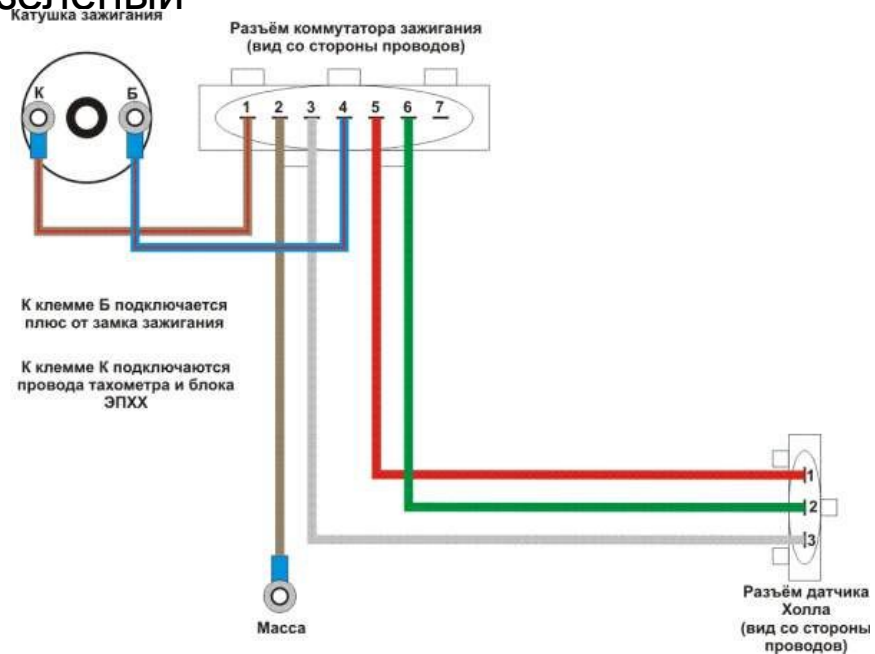 зеленый
Катушка зажигания
Разъём коммутатора зажигания
(вид со стороны проводов)
К
Б
1 2 3 4 5 6 7
К клемме Б подключается
плюс от замка зажигания
К клемме К подключаются
провода тахометра и блока
ЭПХХ
1
2
3
Масса
Разъём датчика
Холла
(вид со стороны
проводов)